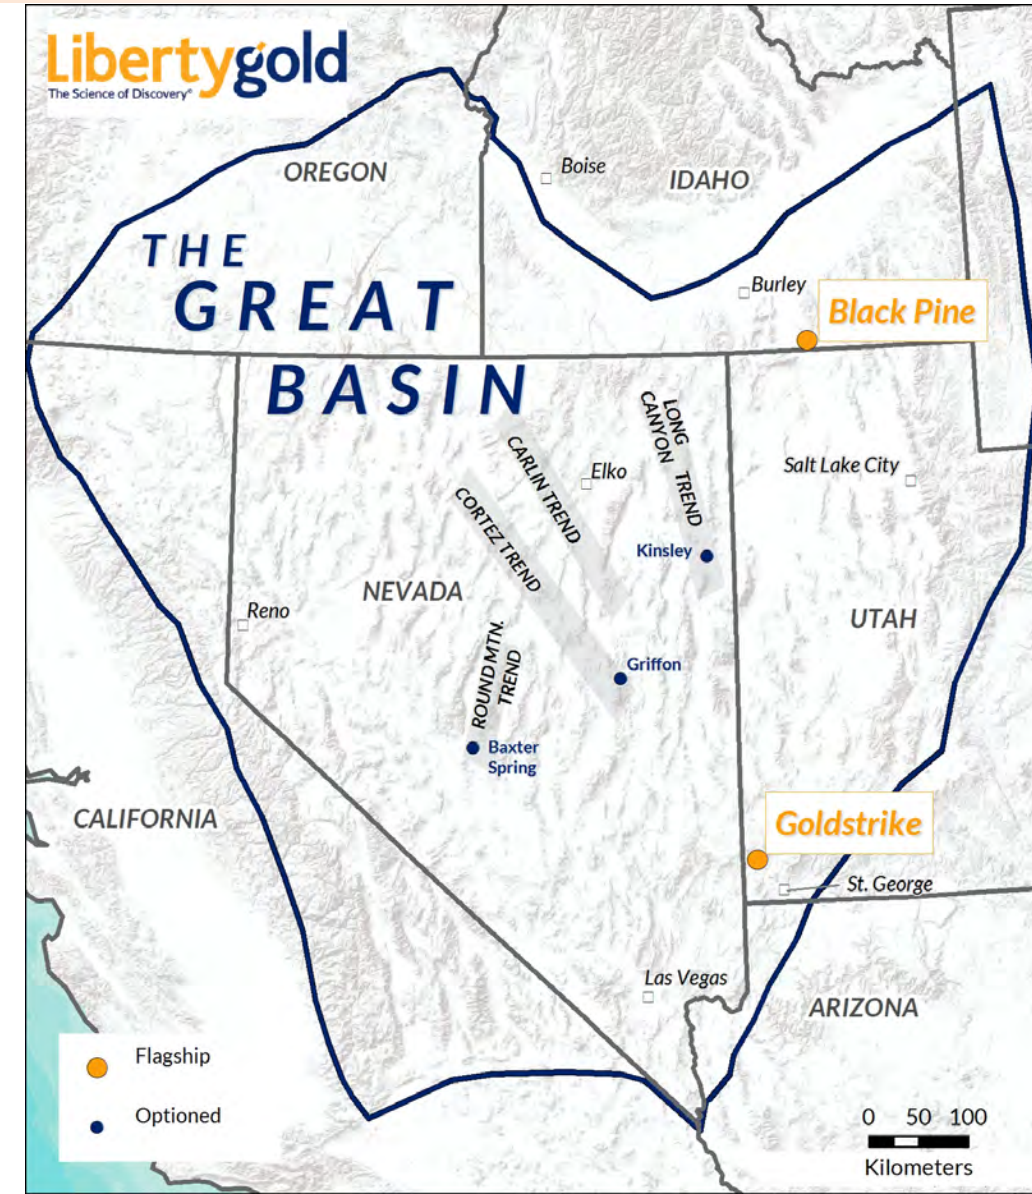 Libertygold
The Science of Discovery®
OREGON
Boise
IDAHO
THE
GREAT
BASIN
Burley
Black Pine
LONG
CANYON TREND
CARLIN TREND
CORTEZ TREND
Elko
Salt Lake City
Kinsley
NEVADA
Reno
UTAH
ROUND MTN.
TREND
Griffon
Baxter
Spring
CALIFORNIA
Goldstrike
St. George
Las Vegas
ARIZONA
Flagship
Optioned
0 50 100
Kilometers